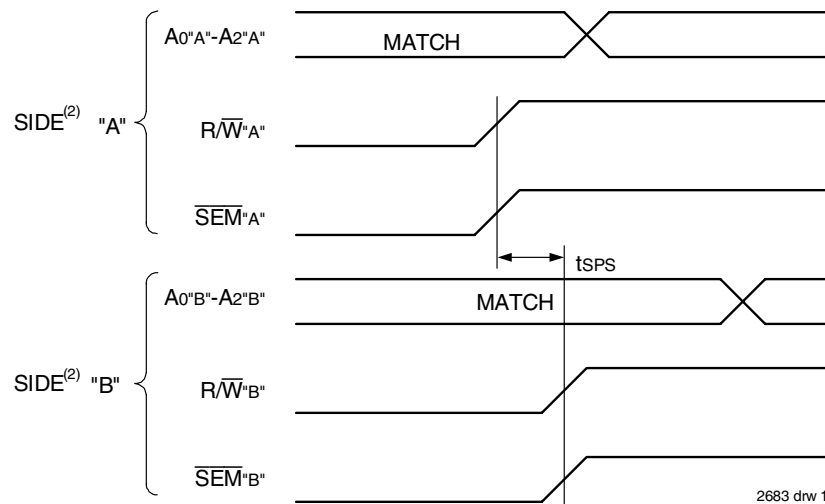 A0"A"-A2"A"
MATCH
SIDE(2) "A"
R/W"A"
SEM"A"
tSPS
A0"B"-A2"B"
MATCH
SIDE(2) "B"
R/W"B"
SEM"B"
2683 drw 1